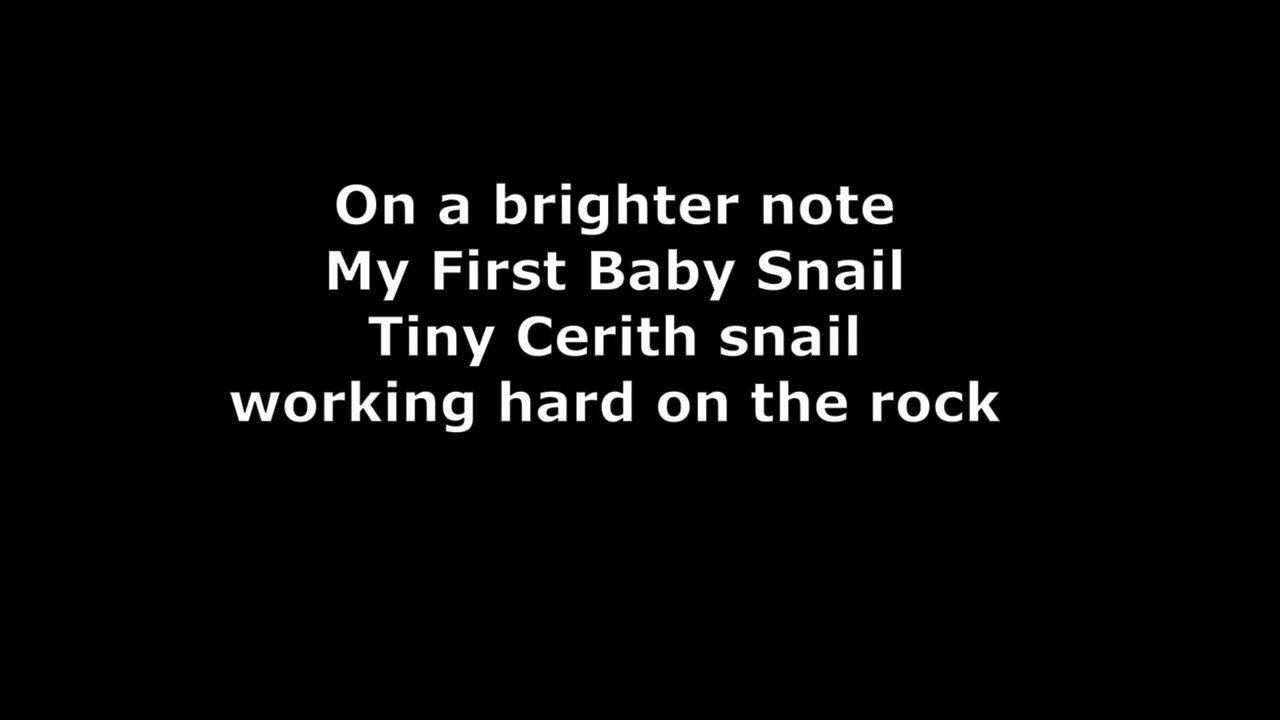 On a brighter note
My First Baby Snail
Tiny Cerith snail
working hard on the rock